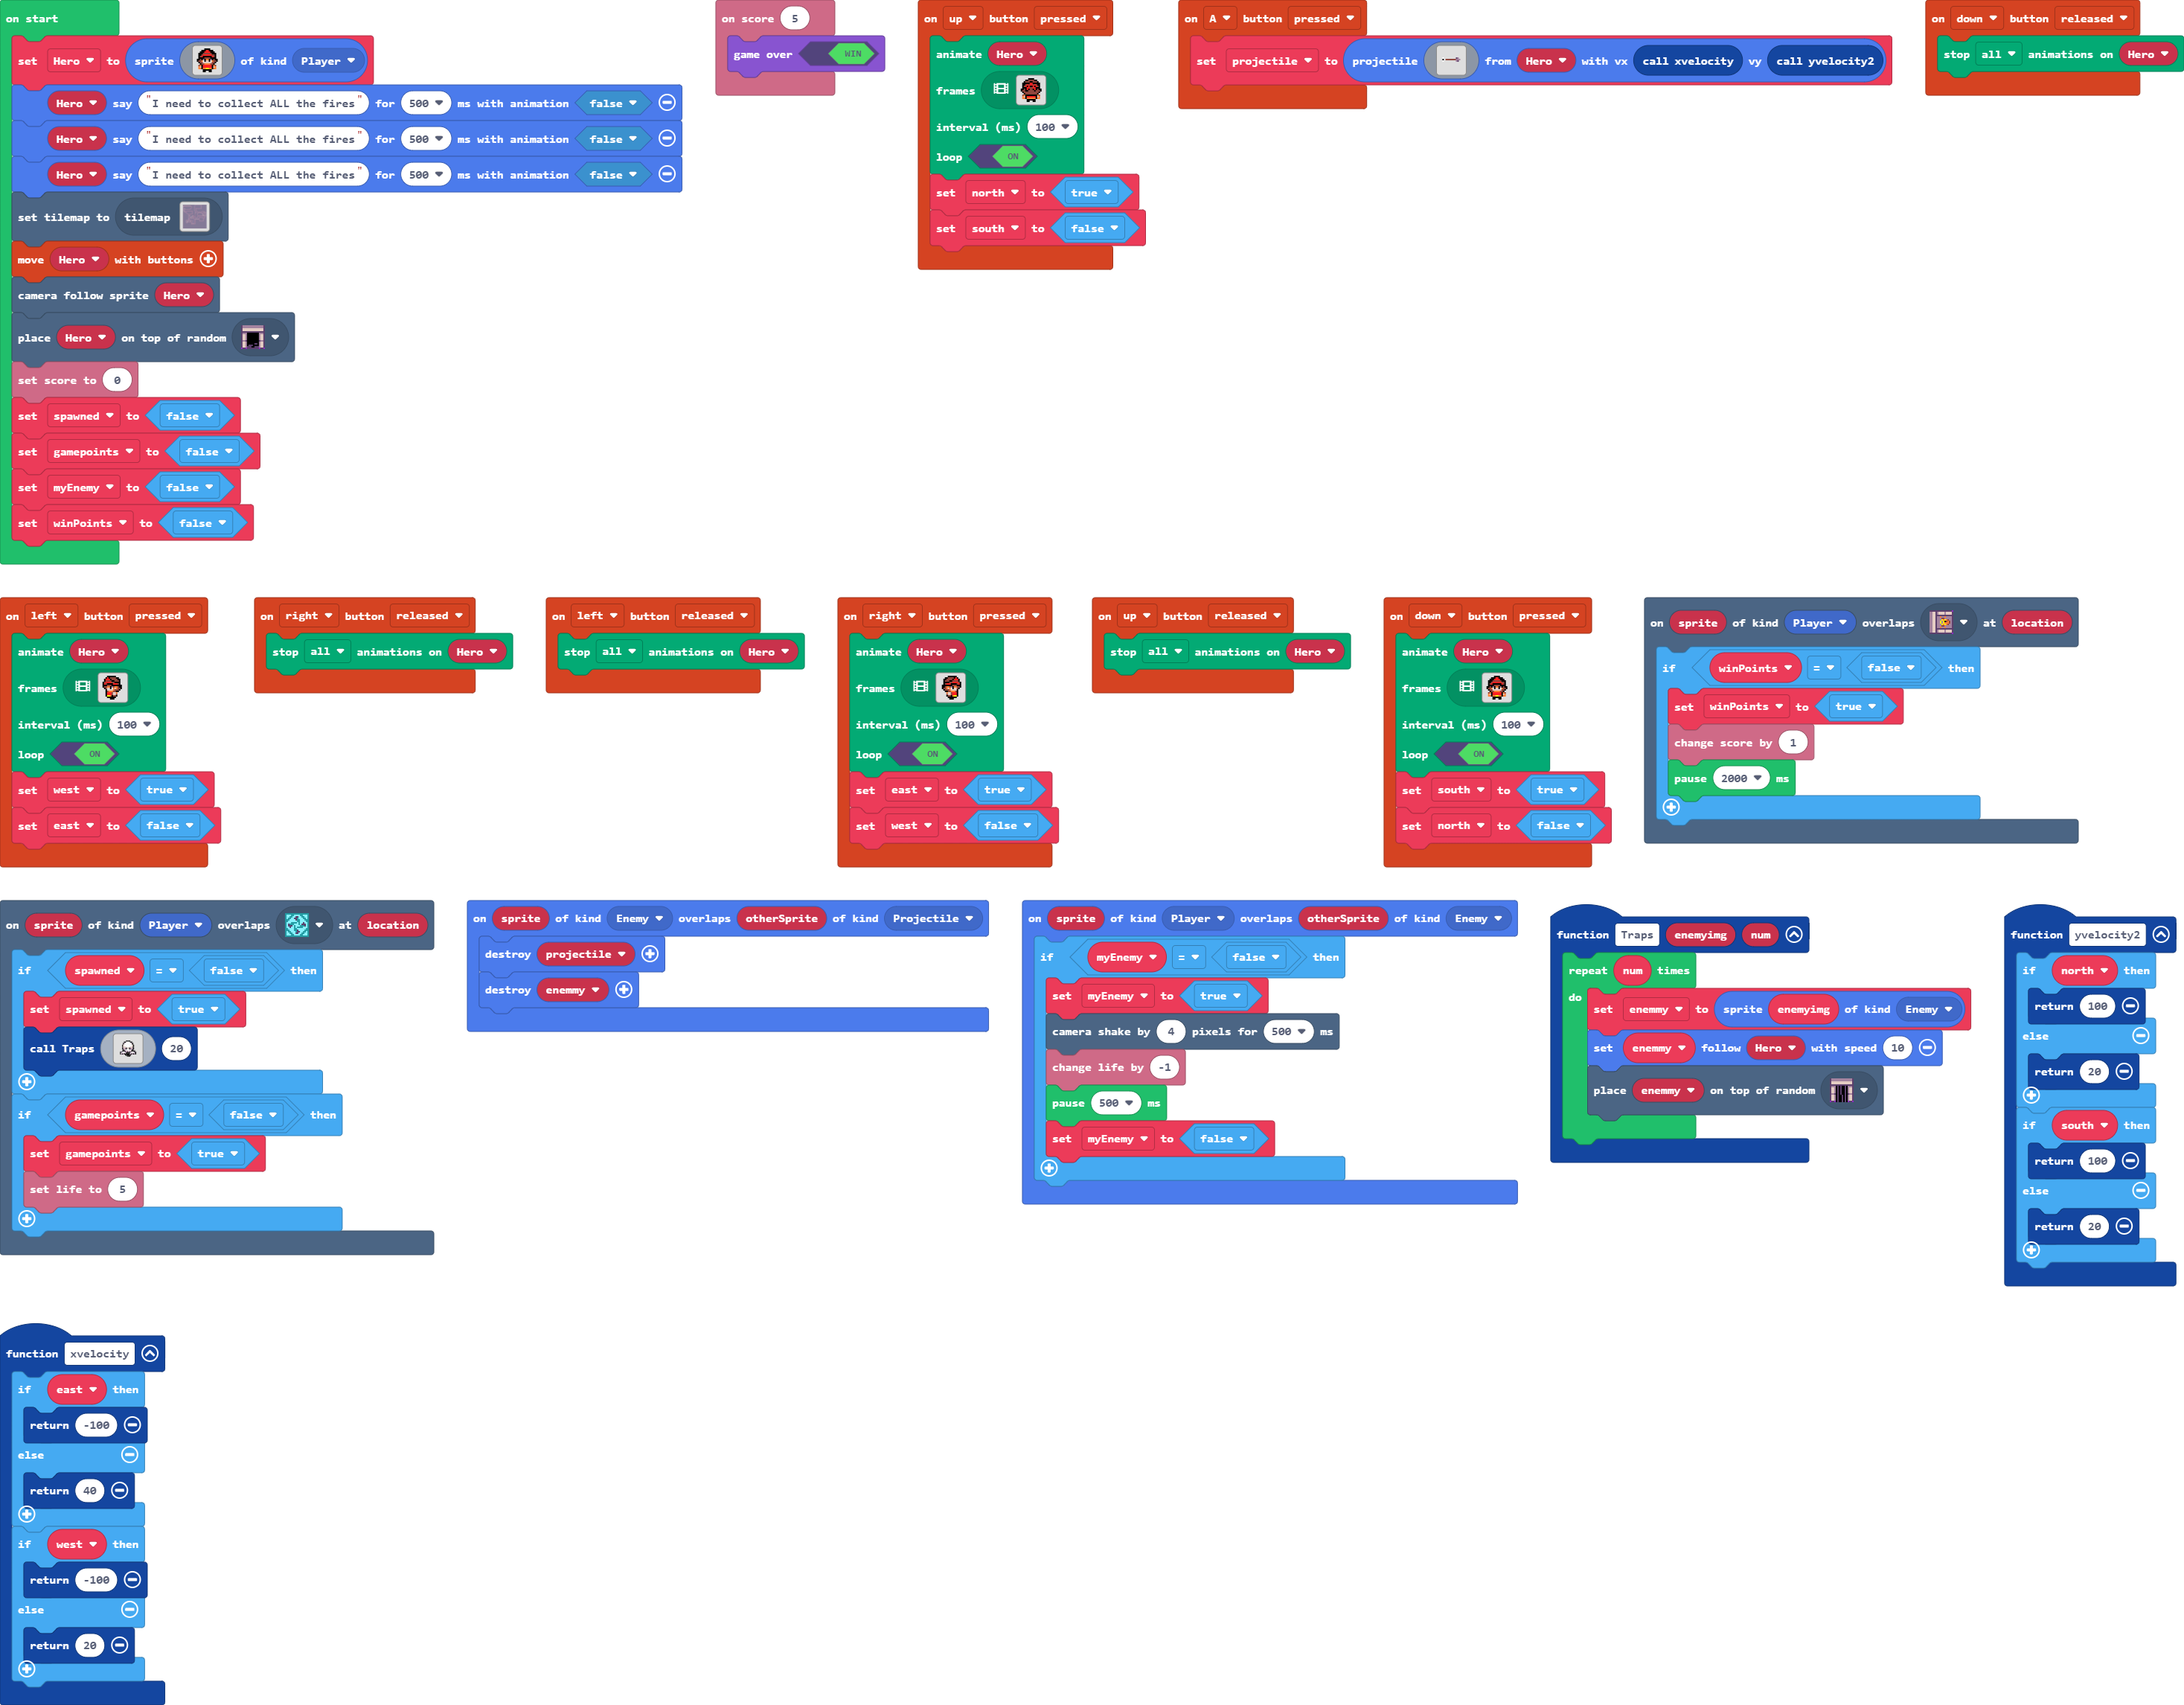 on start
set Hero to sprite of kind Player
Hero say "I need to collect ALL the fires" for 500 ms with animation false
Hero say "I need to collect ALL the fires" for 500 ms with animation false
Hero say "I need to collect ALL the fires" for 500 ms with animation false
set tilemap to tilemap
move Hero with buttons
camera follow sprite Hero
place Hero on top of random
set score to 0
set spawned to false
set gamepoints to false
set myEnemy to false
set winPoints to false
on score 5
game over WIN
on up button pressed
animate Hero
frames
interval (ms) 100
loop ON
set north to true
set south to false
on A button pressed
set projectile to projectile from Hero with vx call xvelocity vy call yvelocity2
on down button released
stop all animations on Hero
on left button pressed
animate Hero
frames
interval (ms) 100
loop ON
set west to true
set east to false
on right button released
stop all animations on Hero
on left button released
stop all animations on Hero
on right button pressed
animate Hero
frames
interval (ms) 100
loop ON
set east to true
set west to false
on up button released
stop all animations on Hero
on down button pressed
animate Hero
frames
interval (ms) 100
loop ON
set south to true
set north to false
on sprite of kind Player overlaps at location
if winPoints = false then
set winPoints to true
change score by 1
pause 2000 ms
on sprite of kind Player overlaps at location
if spawned = false then
set spawned to true
call Traps 20
if gamepoints = false then
set gamepoints to true
set life to 5
on sprite of kind Enemy overlaps otherSprite of kind Projectile
destroy projectile
destroy enemmy
on sprite of kind Player overlaps otherSprite of kind Enemy
if myEnemy = false then
set myEnemy to true
camera shake by 4 pixels for 500 ms
change life by -1
pause 500 ms
set myEnemy to false
function Traps enemyimg num
repeat num times
do
set enemmy to sprite enemyimg of kind Enemy
set enemmy follow Hero with speed 10
place enemmy on top of random
function yvelocity2
if north then
return 100
else
return 20
if south then
return 100
else
return 20
function xvelocity
if east then
return -100
else
return 40
if west then
return -100
else
return 20